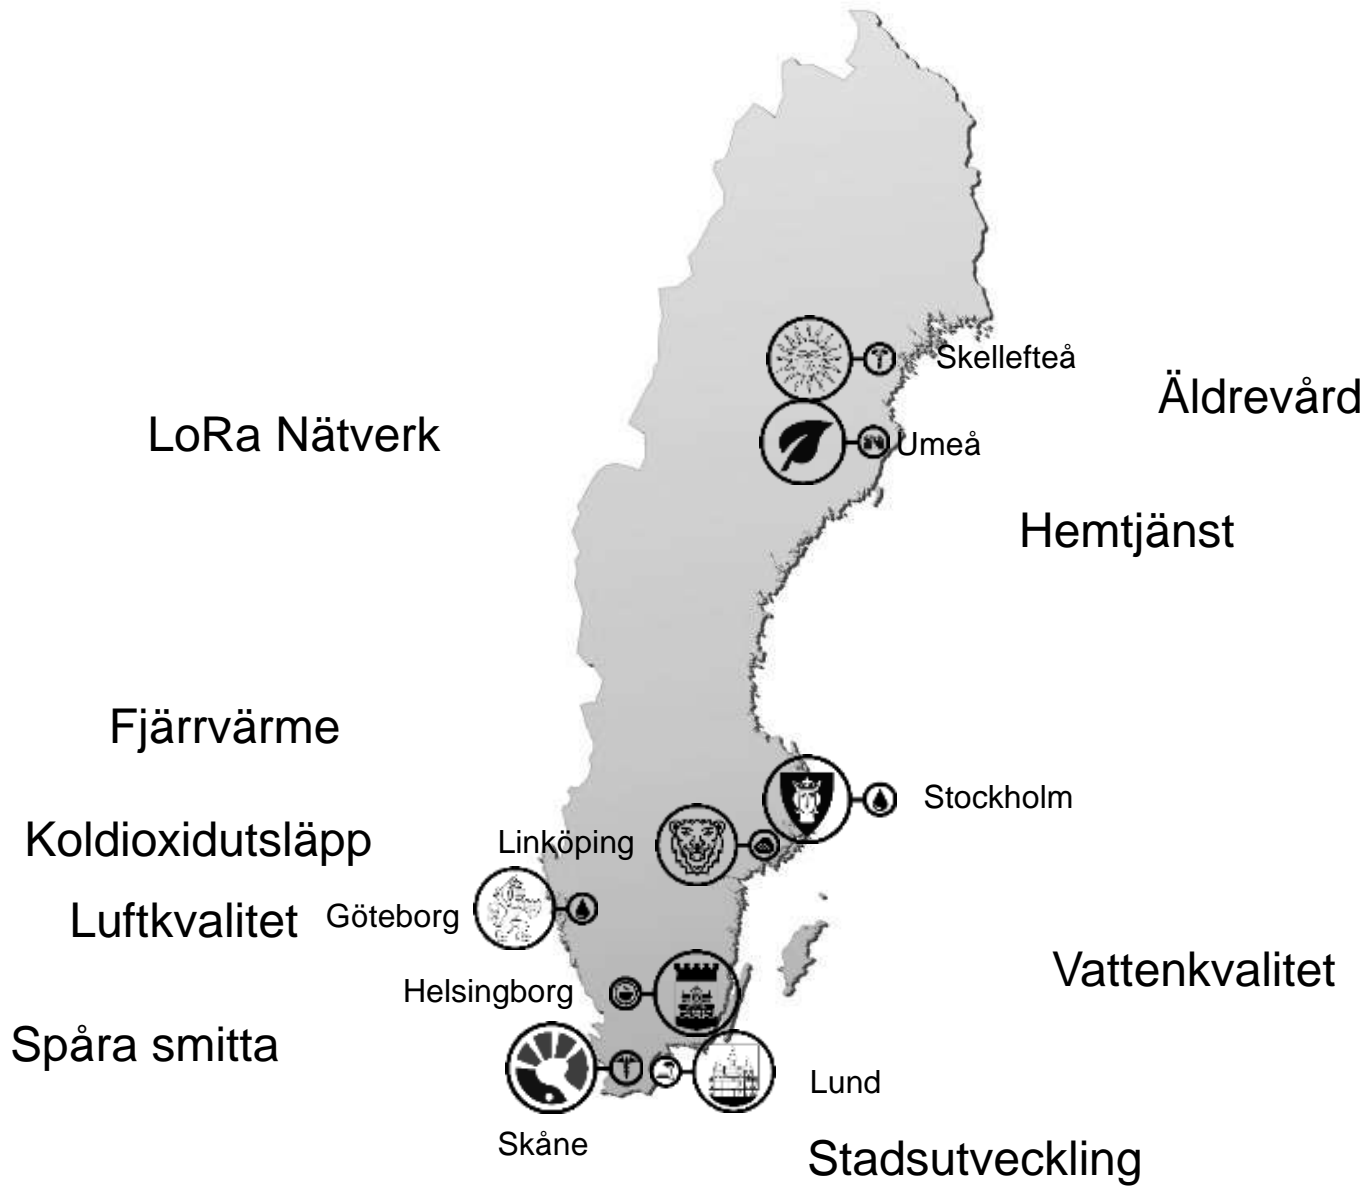 Skellefteå
Äldrevård
LoRa Nätverk
Umeå
Hemtjänst
Fjärrvärme
Stockholm
Koldioxidutsläpp
Linköping
Luftkvalitet
Göteborg
Vattenkvalitet
Helsingborg
Spåra smitta
Lund
Skåne
Stadsutveckling